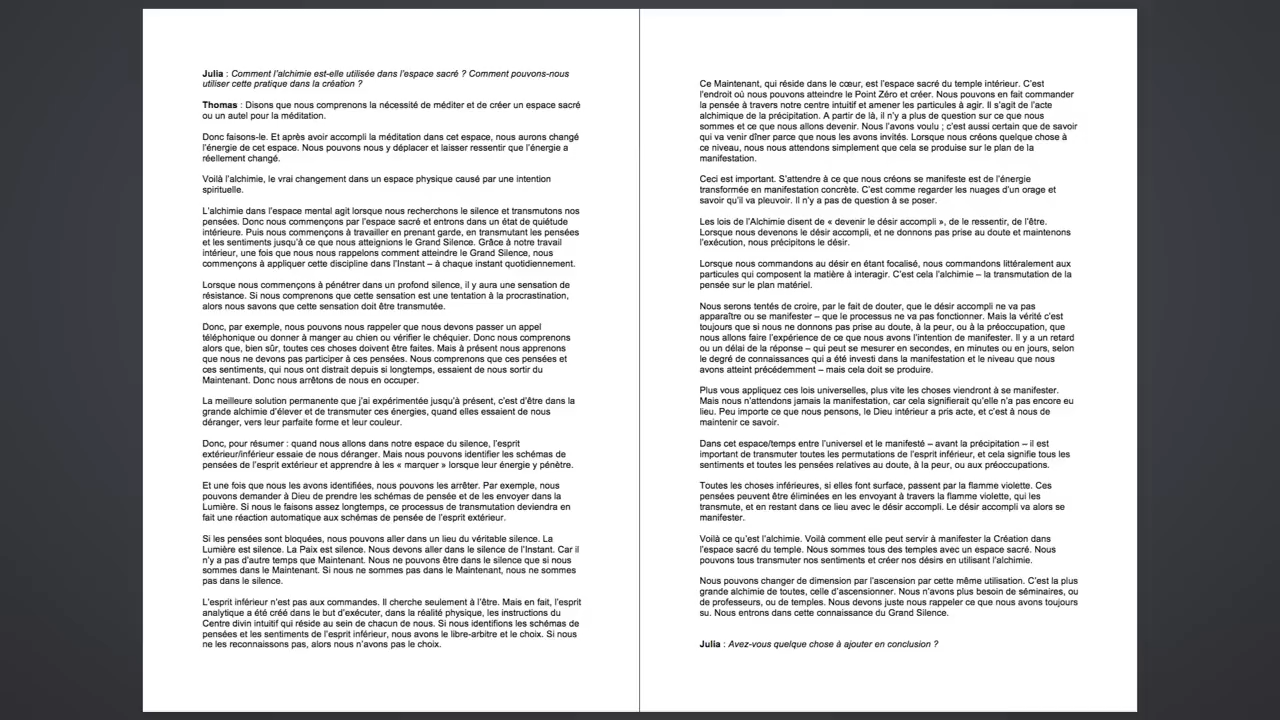 Julia : Comment l’alchimie est-elle utilisée dans l’espace sacré ? Comment pouvons-nous
utiliser cette pratique dans la création ?
Thomas : Disons que nous comprenons la nécessité de méditer et de créer un espace sacré
ou un autel pour la méditation.
Donc faisons-le. Et après avoir accompli la méditation dans cet espace, nous aurons changé
l’énergie de cet espace. Nous pouvons nous y déplacer et laisser ressentir que l’énergie a
réellement changé.
Voilà l’alchimie, le vrai changement dans un espace physique causé par une intention
spirituelle.
L’alchimie dans l’espace mental agit lorsque nous recherchons le silence et transmutons nos
pensées. Donc nous commençons par l’espace sacré et entrons dans un état de quiétude
intérieure. Puis nous commençons à travailler en prenant garde, en transmutant les pensées
et les sentiments jusqu’à ce que nous atteignions le Grand Silence. Grâce à notre travail
intérieur, une fois que nous nous rappelons comment atteindre le Grand Silence, nous
commençons à appliquer cette discipline dans l’Instant – à chaque instant quotidiennement.
Lorsque nous commençons à pénétrer dans un profond silence, il y aura une sensation de
résistance. Si nous comprenons que cette sensation est une tentation à la procrastination,
alors nous savons que cette sensation doit être transmutée.
Donc, par exemple, nous pouvons nous rappeler que nous devons passer un appel
téléphonique ou donner à manger au chien ou vérifier le chéquier. Donc nous comprenons
alors que, bien sûr, toutes ces choses doivent être faites. Mais à présent nous apprenons
que nous ne devons pas participer à ces pensées. Nous comprenons que ces pensées et
ces sentiments, qui nous ont distrait depuis si longtemps, essaient de nous sortir du
Maintenant. Donc nous arrêtons de nous en occuper.
La meilleure solution permanente que j’ai expérimentée jusqu’à présent, c’est d’être dans la
grande alchimie d’élever et de transmuter ces énergies, quand elles essaient de nous
déranger, vers leur parfaite forme et leur couleur.
Donc, pour résumer : quand nous allons dans notre espace du silence, l’esprit
extérieur/inférieur essaie de nous déranger. Mais nous pouvons identifier les schémas de
pensées de l’esprit extérieur et apprendre à les « marquer » lorsque leur énergie y pénètre.
Et une fois que nous les avons identifiées, nous pouvons les arrêter. Par exemple, nous
pouvons demander à Dieu de prendre les schémas de pensée et de les envoyer dans la
Lumière. Si nous le faisons assez longtemps, ce processus de transmutation deviendra en
fait une réaction automatique aux schémas de pensée de l’esprit extérieur.
Si les pensées sont bloquées, nous pouvons aller dans un lieu du véritable silence. La
Lumière est silence. La Paix est silence. Nous devons aller dans le silence de l’Instant. Car il
n’y a pas d’autre temps que Maintenant. Nous ne pouvons être dans le silence que si nous
sommes dans le Maintenant. Si nous ne sommes pas dans le Maintenant, nous ne sommes
pas dans le silence.
L’esprit inférieur n’est pas aux commandes. Il cherche seulement à l’être. Mais en fait, l’esprit
analytique a été créé dans le but d’exécuter, dans la réalité physique, les instructions du
Centre divin intuitif qui réside au sein de chacun de nous. Si nous identifions les schémas de
pensées et les sentiments de l’esprit inférieur, nous avons le libre-arbitre et le choix. Si nous
ne les reconnaissons pas, alors nous n’avons pas le choix.
Ce Maintenant, qui réside dans le cœur, est l’espace sacré du temple intérieur. C’est
l’endroit où nous pouvons atteindre le Point Zéro et créer. Nous pouvons en fait commander
la pensée à travers notre centre intuitif et amener les particules à agir. Il s’agit de l’acte
alchimique de la précipitation. A partir de là, il n’y a plus de question sur ce que nous
sommes et ce que nous allons devenir. Nous l’avons voulu ; c’est aussi certain que de savoir
qui va venir dîner parce que nous les avons invités. Lorsque nous créons quelque chose à
ce niveau, nous nous attendons simplement que cela se produise sur le plan de la
manifestation.
Ceci est important. S’attendre à ce que nous créons se manifeste est de l’énergie
transformée en manifestation concrète. C’est comme regarder les nuages d’un orage et
savoir qu’il va pleuvoir. Il n’y a pas de question à se poser.
Les lois de l’Alchimie disent de « devenir le désir accompli », de le ressentir, de l’être.
Lorsque nous devenons le désir accompli, et ne donnons pas prise au doute et maintenons
l’exécution, nous précipitons le désir.
Lorsque nous commandons au désir en étant focalisé, nous commandons littéralement aux
particules qui composent la matière à interagir. C’est cela l’alchimie – la transmutation de la
pensée sur le plan matériel.
Nous serons tentés de croire, par le fait de douter, que le désir accompli ne va pas
apparaître ou se manifester – que le processus ne va pas fonctionner. Mais la vérité c’est
toujours que si nous ne donnons pas prise au doute, à la peur, ou à la préoccupation, que
nous allons faire l’expérience de ce que nous avons l’intention de manifester. Il y a un retard
ou un délai de la réponse – qui peut se mesurer en secondes, en minutes ou en jours, selon
le degré de connaissances qui a été investi dans la manifestation et le niveau que nous
avons atteint précédemment – mais cela doit se produire.
Plus vous appliquez ces lois universelles, plus vite les choses viendront à se manifester.
Mais nous n’attendons jamais la manifestation, car cela signifierait qu’elle n’a pas encore eu
lieu. Peu importe ce que nous pensons, le Dieu intérieur a pris acte, et c’est à nous de
maintenir ce savoir.
Dans cet espace/temps entre l’universel et le manifesté – avant la précipitation – il est
important de transmuter toutes les permutations de l’esprit inférieur, et cela signifie tous les
sentiments et toutes les pensées relatives au doute, à la peur, ou aux préoccupations.
Toutes les choses inférieures, si elles font surface, passent par la flamme violette. Ces
pensées peuvent être éliminées en les envoyant à travers la flamme violette, qui les
transmute, et en restant dans ce lieu avec le désir accompli. Le désir accompli va alors se
manifester.
Voilà ce qu’est l’alchimie. Voilà comment elle peut servir à manifester la Création dans
l’espace sacré du temple. Nous sommes tous des temples avec un espace sacré. Nous
pouvons tous transmuter nos sentiments et créer nos désirs en utilisant l’alchimie.
Nous pouvons changer de dimension par l’ascension par cette même utilisation. C’est la plus
grande alchimie de toutes, celle d’ascensionner. Nous n’avons plus besoin de séminaires, ou
de professeurs, ou de temples. Nous devons juste nous rappeler ce que nous avons toujours
su. Nous entrons dans cette connaissance du Grand Silence.
Julia : Avez-vous quelque chose à ajouter en conclusion ?